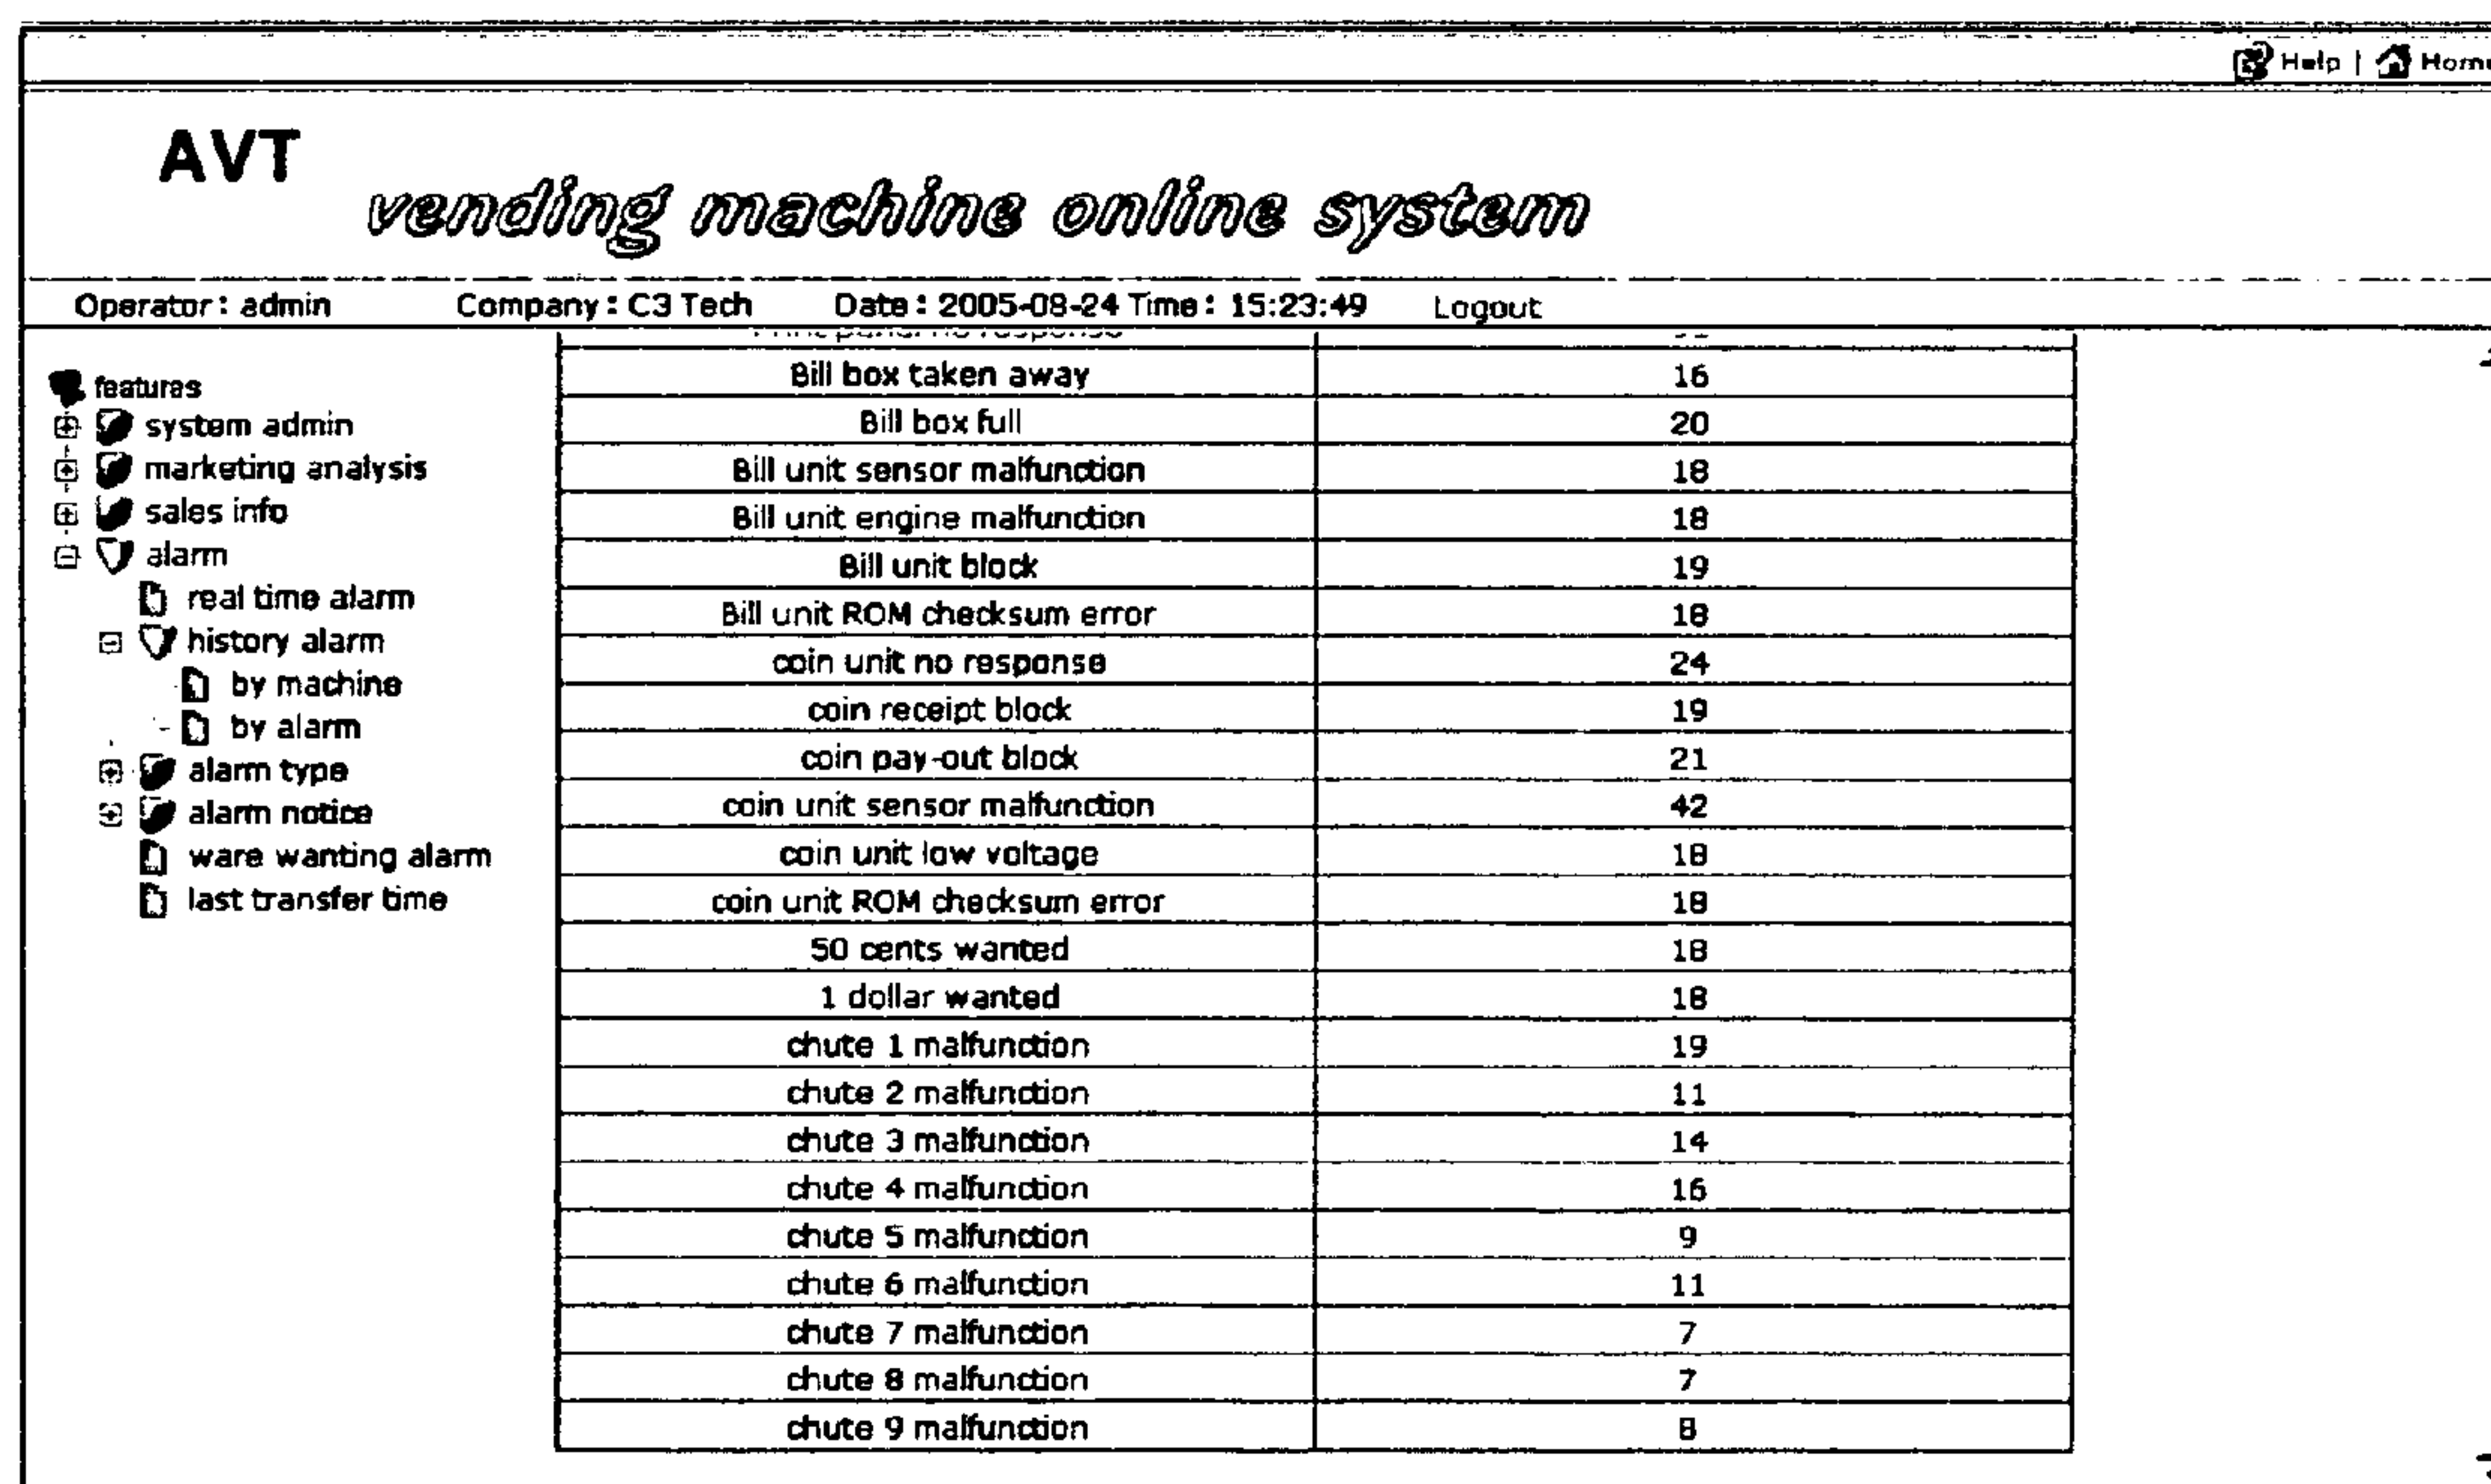 Help | Home
AVT
vending machine online system
Operator : admin Company : C3 Tech Date : 2005-08-24 Time : 15:23:49 Logout
features
system admin
marketing analysis
sales info
alarm
real time alarm
history alarm
by machine
by alarm
alarm type
alarm notice
ware wanting alarm
last transfer time
Bill box taken away 16
Bill box full 20
Bill unit sensor malfunction 18
Bill unit engine malfunction 18
Bill unit block 19
Bill unit ROM checksum error 18
coin unit no response 24
coin receipt block 19
coin pay-out block 21
coin unit sensor malfunction 42
coin unit low voltage 18
coin unit ROM checksum error 18
50 cents wanted 18
1 dollar wanted 18
chute 1 malfunction 19
chute 2 malfunction 11
chute 3 malfunction 14
chute 4 malfunction 16
chute 5 malfunction 9
chute 6 malfunction 11
chute 7 malfunction 7
chute 8 malfunction 7
chute 9 malfunction 8